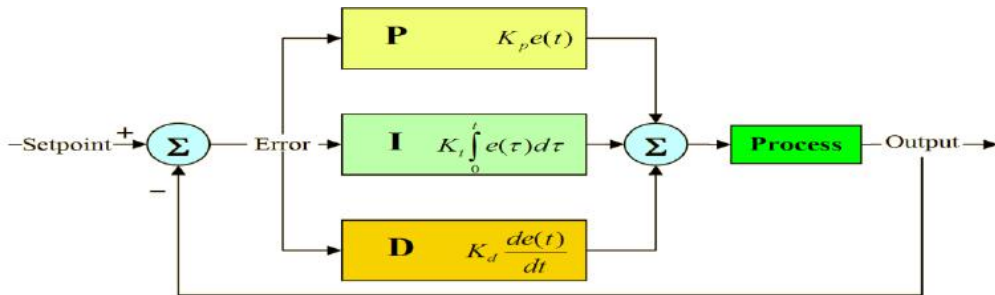 P K_p e(t)
Setpoint + Σ Error I K_i ∫_0^t e(τ)dτ Σ Process Output
−
D K_d de(t)/dt